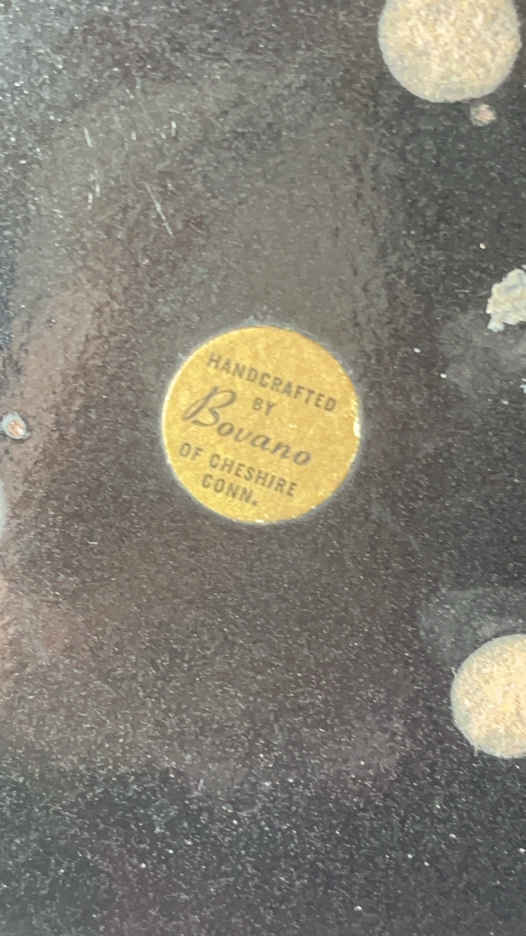 HANDCRAFTED
BY
Bovano
OF CHESHIRE
CONN.